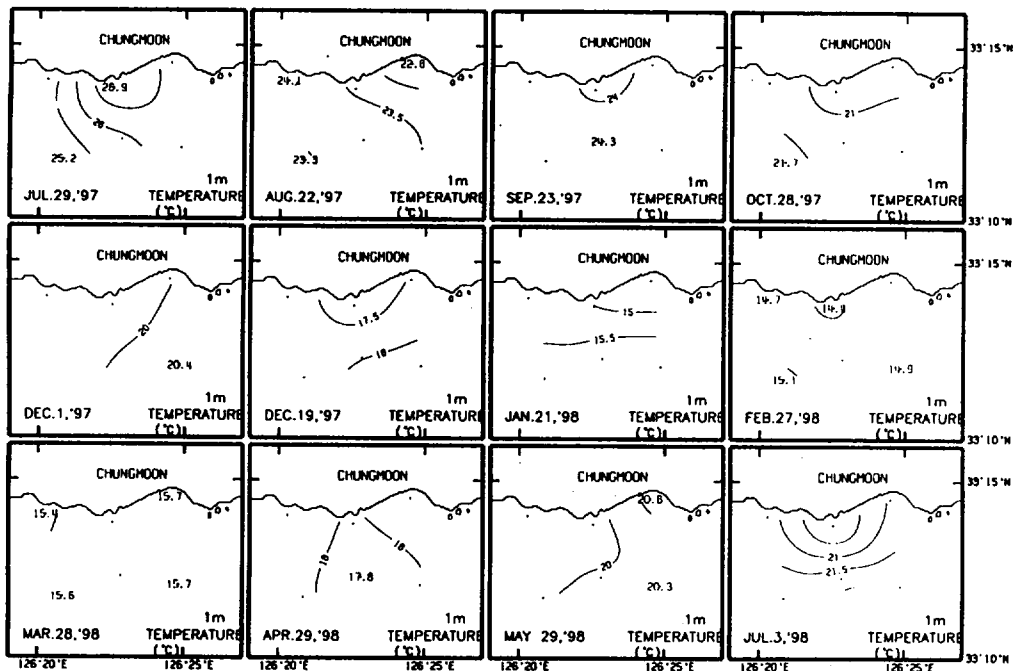 CHUNGMOON
26.9
26
25.2
1m
JUL.29,'97 TEMPERATURE
(℃)
CHUNGMOON
24.1
22.8
23.5
23.3
1m
AUG.22,'97 TEMPERATURE
(℃)
CHUNGMOON
24
24.3
1m
SEP.23,'97 TEMPERATURE
(℃)
CHUNGMOON
33°15'N
21
21.7
1m
OCT.28,'97 TEMPERATURE
(℃)
33°10'N
CHUNGMOON
20
20.4
1m
DEC.1,'97 TEMPERATURE
(℃)
CHUNGMOON
17.5
18
1m
DEC.19,'97 TEMPERATURE
(℃)
CHUNGMOON
15
15.5
1m
JAN.21,'98 TEMPERATURE
(℃)
CHUNGMOON
33°15'N
14.7
15.1
14.9
1m
FEB.27,'98 TEMPERATURE
(℃)
33°10'N
CHUNGMOON
15.4
15.7
15.6
15.7
1m
MAR.28,'98 TEMPERATURE
(℃)
126°20'E 126°25'E
CHUNGMOON
18
18
17.8
1m
APR.29,'98 TEMPERATURE
(℃)
126°20'E 126°25'E
CHUNGMOON
20.8
20
20.3
1m
MAY 29,'98 TEMPERATURE
(℃)
126°20'E 126°25'E
CHUNGMOON
33°15'N
21
21.5
1m
JUL.3,'98 TEMPERATURE
(℃)
33°10'N
126°20'E 126°25'E